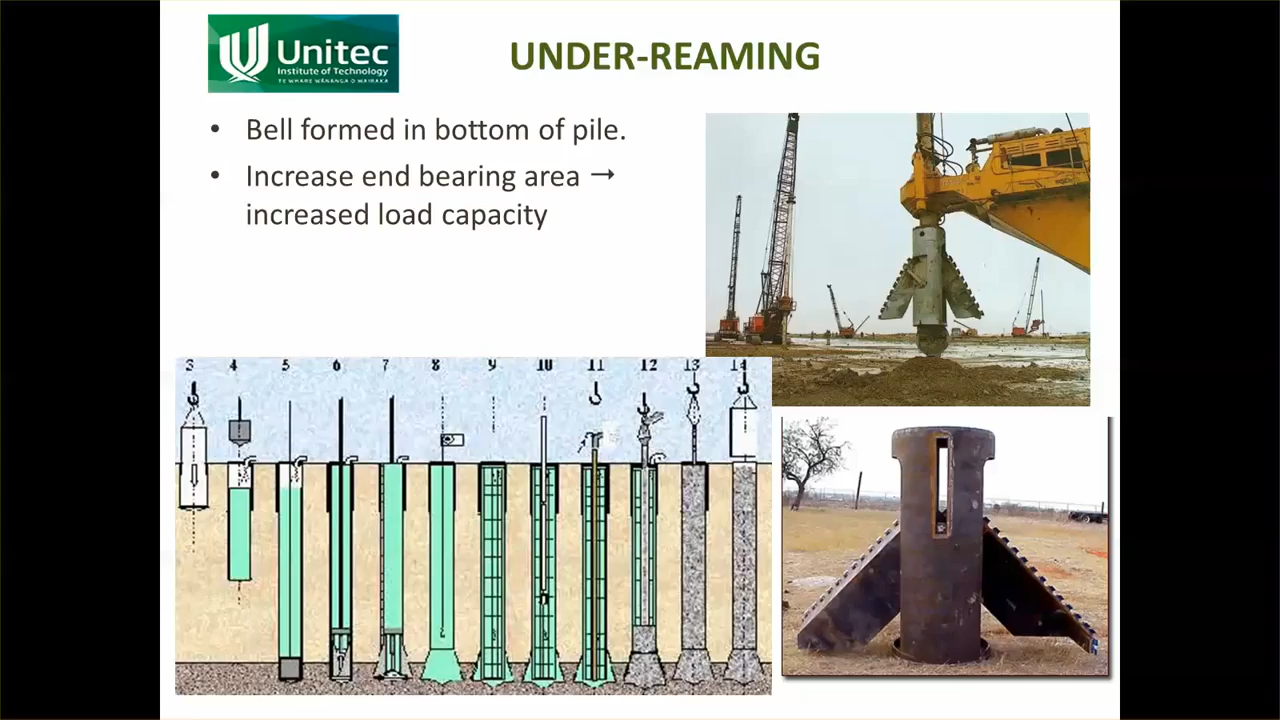 Unitec
Institute of Technology
TE WHARE WĀNANGA O WAIRAKA
UNDER-REAMING
• Bell formed in bottom of pile.
• Increase end bearing area →
increased load capacity
3 4 5 6 7 8 9 10 11 12 13 14